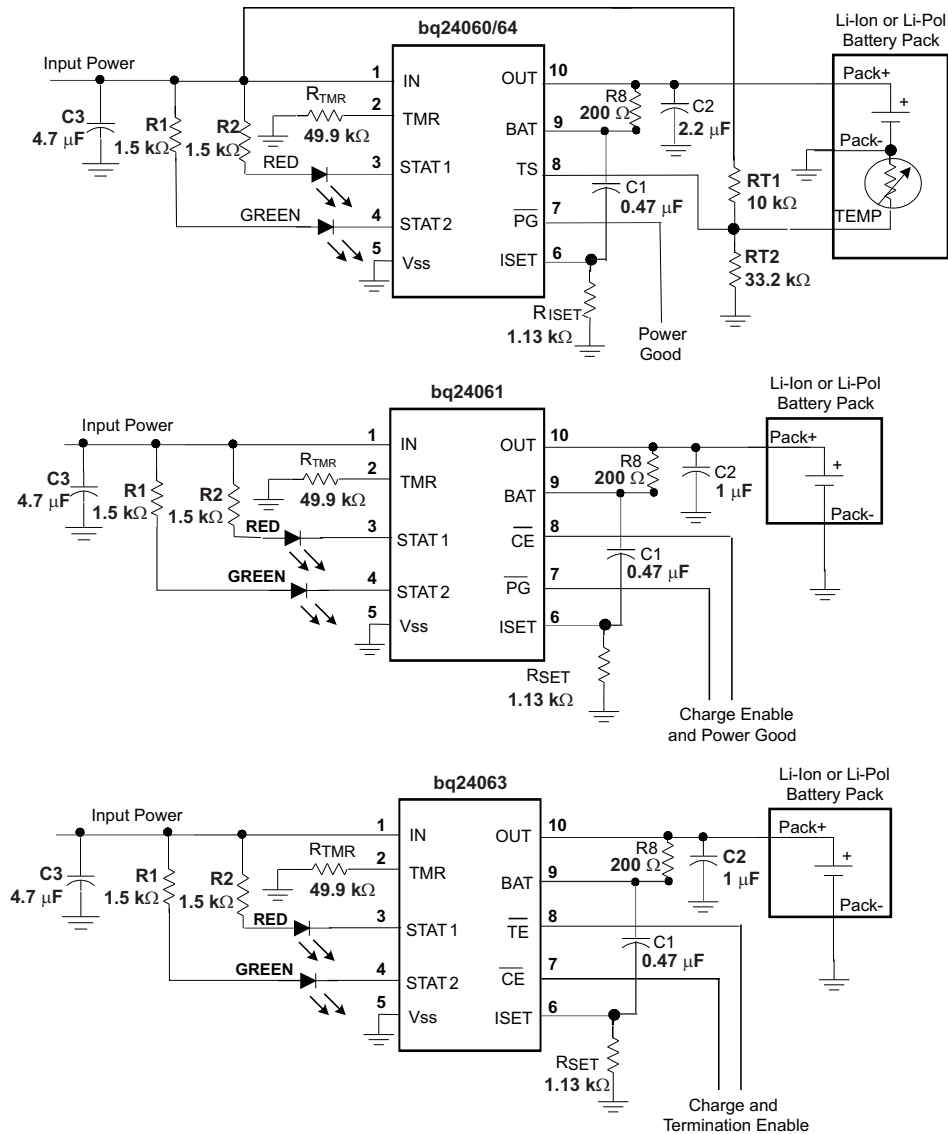 bq24060/64
Li-Ion or Li-Pol
Battery Pack
Input Power
1
IN
OUT
10
Pack+
C3
4.7 μF
R1
1.5 kΩ
R2
1.5 kΩ
RTMR
49.9 kΩ
2
TMR
R8
200 Ω
C2
2.2 μF
BAT
9
+
Pack-
RED
3
STAT1
TS
8
C1
0.47 μF
RT1
10 kΩ
TEMP
GREEN
4
STAT2
PG
7
5
Vss
ISET
6
RT2
33.2 kΩ
RISET
1.13 kΩ
Power
Good
bq24061
Li-Ion or Li-Pol
Battery Pack
Input Power
1
IN
OUT
10
Pack+
C3
4.7 μF
R1
1.5 kΩ
R2
1.5 kΩ
RTMR
49.9 kΩ
2
TMR
R8
200 Ω
C2
1 μF
BAT
9
+
Pack-
RED
3
STAT1
CE
8
C1
0.47 μF
GREEN
4
STAT2
PG
7
5
Vss
ISET
6
RSET
1.13 kΩ
Charge Enable
and Power Good
bq24063
Li-Ion or Li-Pol
Battery Pack
Input Power
1
IN
OUT
10
Pack+
C3
4.7 μF
R1
1.5 kΩ
R2
1.5 kΩ
RTMR
49.9 kΩ
2
TMR
R8
200 Ω
C2
1 μF
BAT
9
+
Pack-
RED
3
STAT1
TE
8
C1
0.47 μF
GREEN
4
STAT2
CE
7
5
Vss
ISET
6
RSET
1.13 kΩ
Charge and
Termination Enable